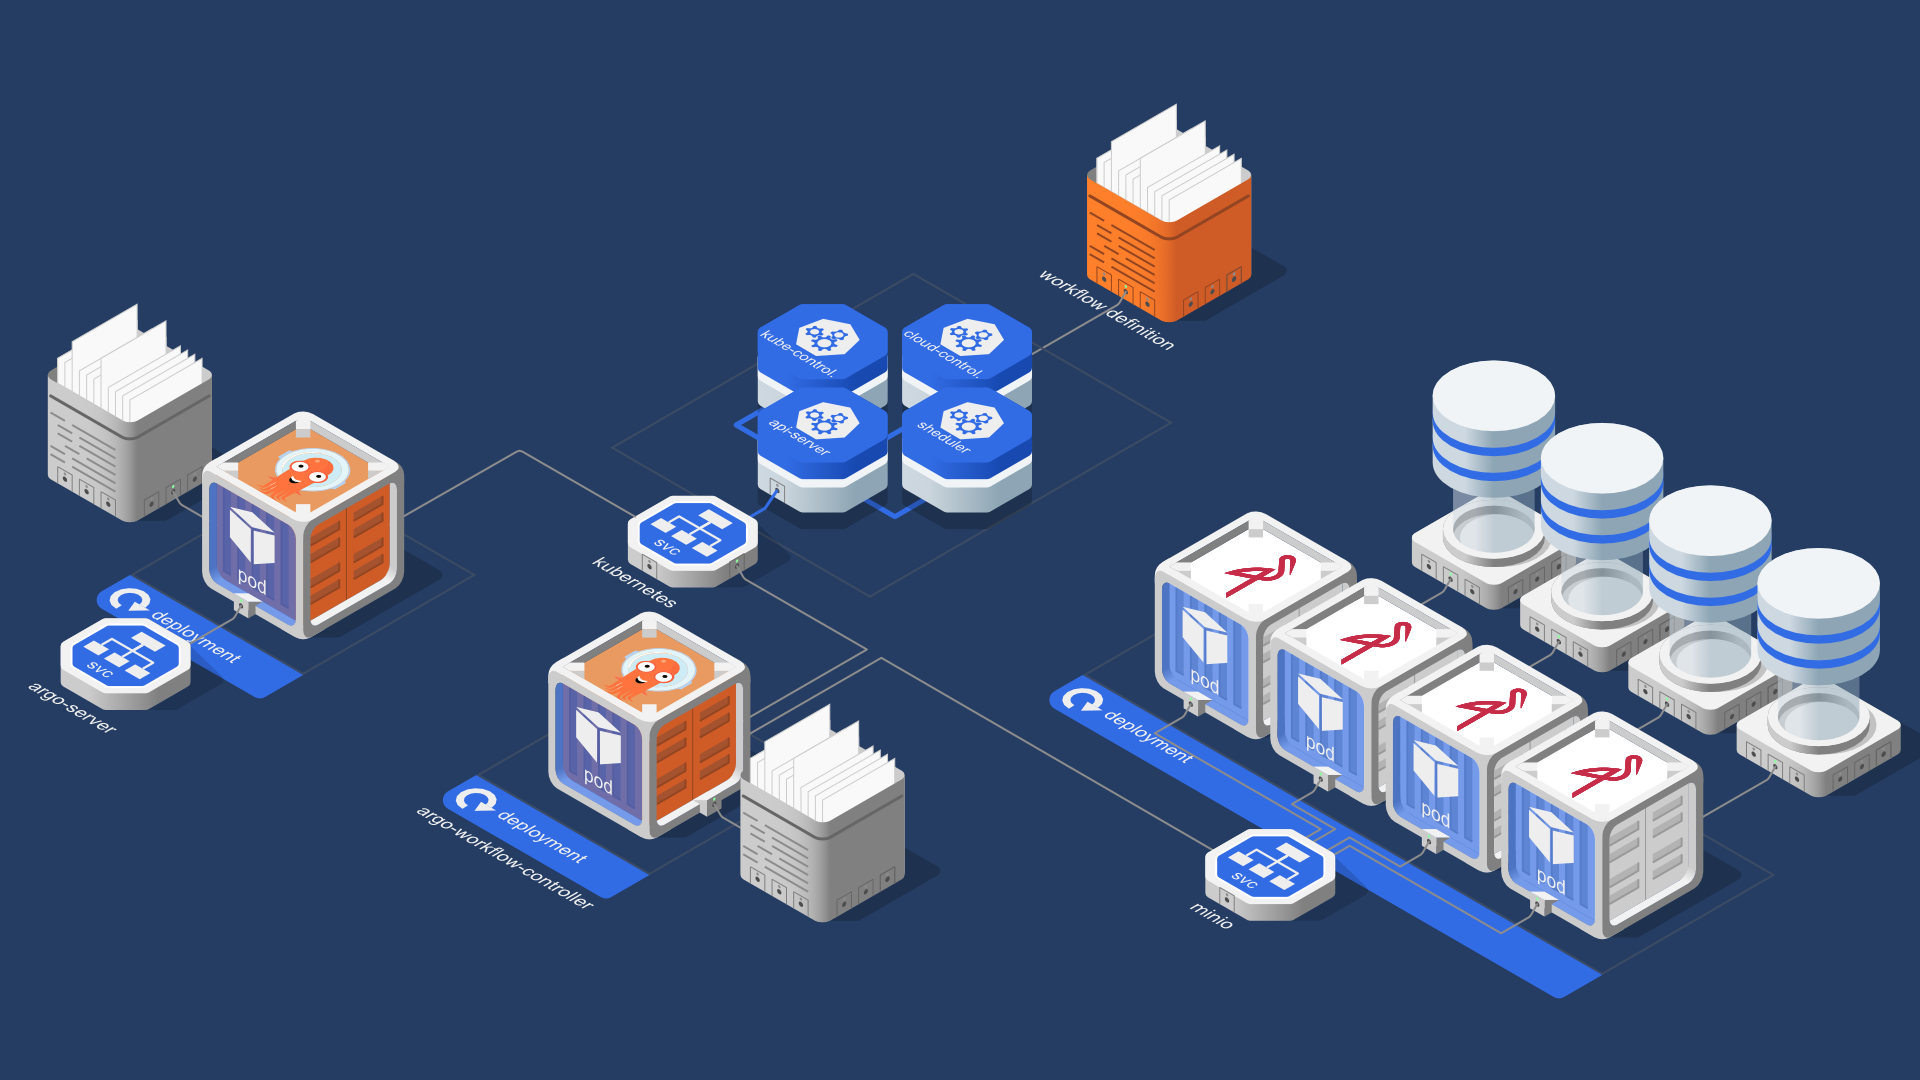 workflow definition
kube-control.
cloud-control.
api-server
sheduler
svc
kubernetes
pod
deployment
svc
argo-server
pod
deployment
argo-workflow-controller
pod
pod
pod
pod
deployment
svc
minio